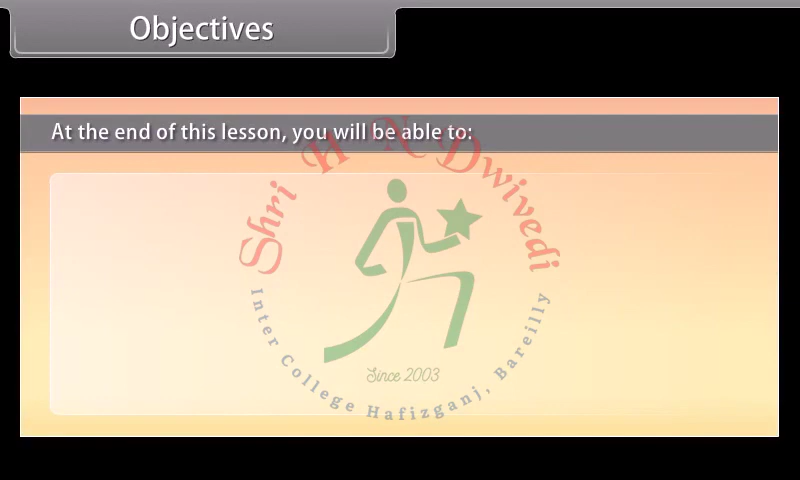 Objectives
At the end of this lesson, you will be able to:
Shri H N Dwivedi
Since 2003
Inter College Hafizganj, Bareilly